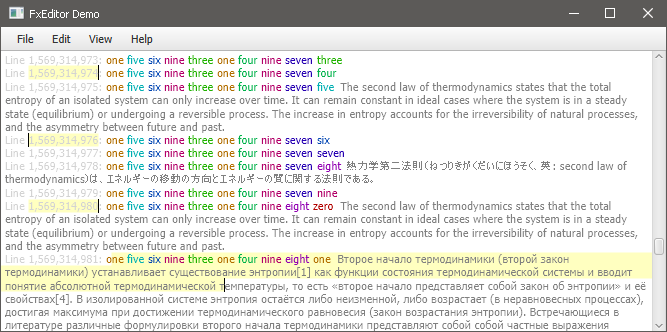 FxEditor Demo
File Edit View Help
Line 1,569,314,973: one five six nine three one four nine seven three
Line 1,569,314,974: one five six nine three one four nine seven four
Line 1,569,314,975: one five six nine three one four nine seven five The second law of thermodynamics states that the total
entropy of an isolated system can only increase over time. It can remain constant in ideal cases where the system is in a steady
state (equilibrium) or undergoing a reversible process. The increase in entropy accounts for the irreversibility of natural processes,
and the asymmetry between future and past.
Line 1,569,314,976: one five six nine three one four nine seven six
Line 1,569,314,977: one five six nine three one four nine seven seven
Line 1,569,314,978: one five six nine three one four nine seven eight 熱力学第二法則（ねつりきがくだいにほうそく、英: second law of
thermodynamics)は、エネルギーの移動の方向とエネルギーの質に関する法則である。
Line 1,569,314,979: one five six nine three one four nine seven nine
Line 1,569,314,980: one five six nine three one four nine eight zero The second law of thermodynamics states that the total
entropy of an isolated system can only increase over time. It can remain constant in ideal cases where the system is in a steady
state (equilibrium) or undergoing a reversible process. The increase in entropy accounts for the irreversibility of natural processes,
and the asymmetry between future and past.
Line 1,569,314,981: one five six nine three one four nine eight one Второе начало термодинамики (второй закон
термодинамики) устанавливает существование энтропии[1] как функции состояния термодинамической системы и вводит
понятие абсолютной термодинамической температуры, то есть «второе начало представляет собой закон об энтропии» и её
свойствах[4]. В изолированной системе энтропия остаётся либо неизменной, либо возрастает (в неравновесных процессах),
достигая максимума при достижении термодинамического равновесия (закон возрастания энтропии). Встречающиеся в
литературе различные формулировки второго начала термодинамики представляют собой собой частные выражения